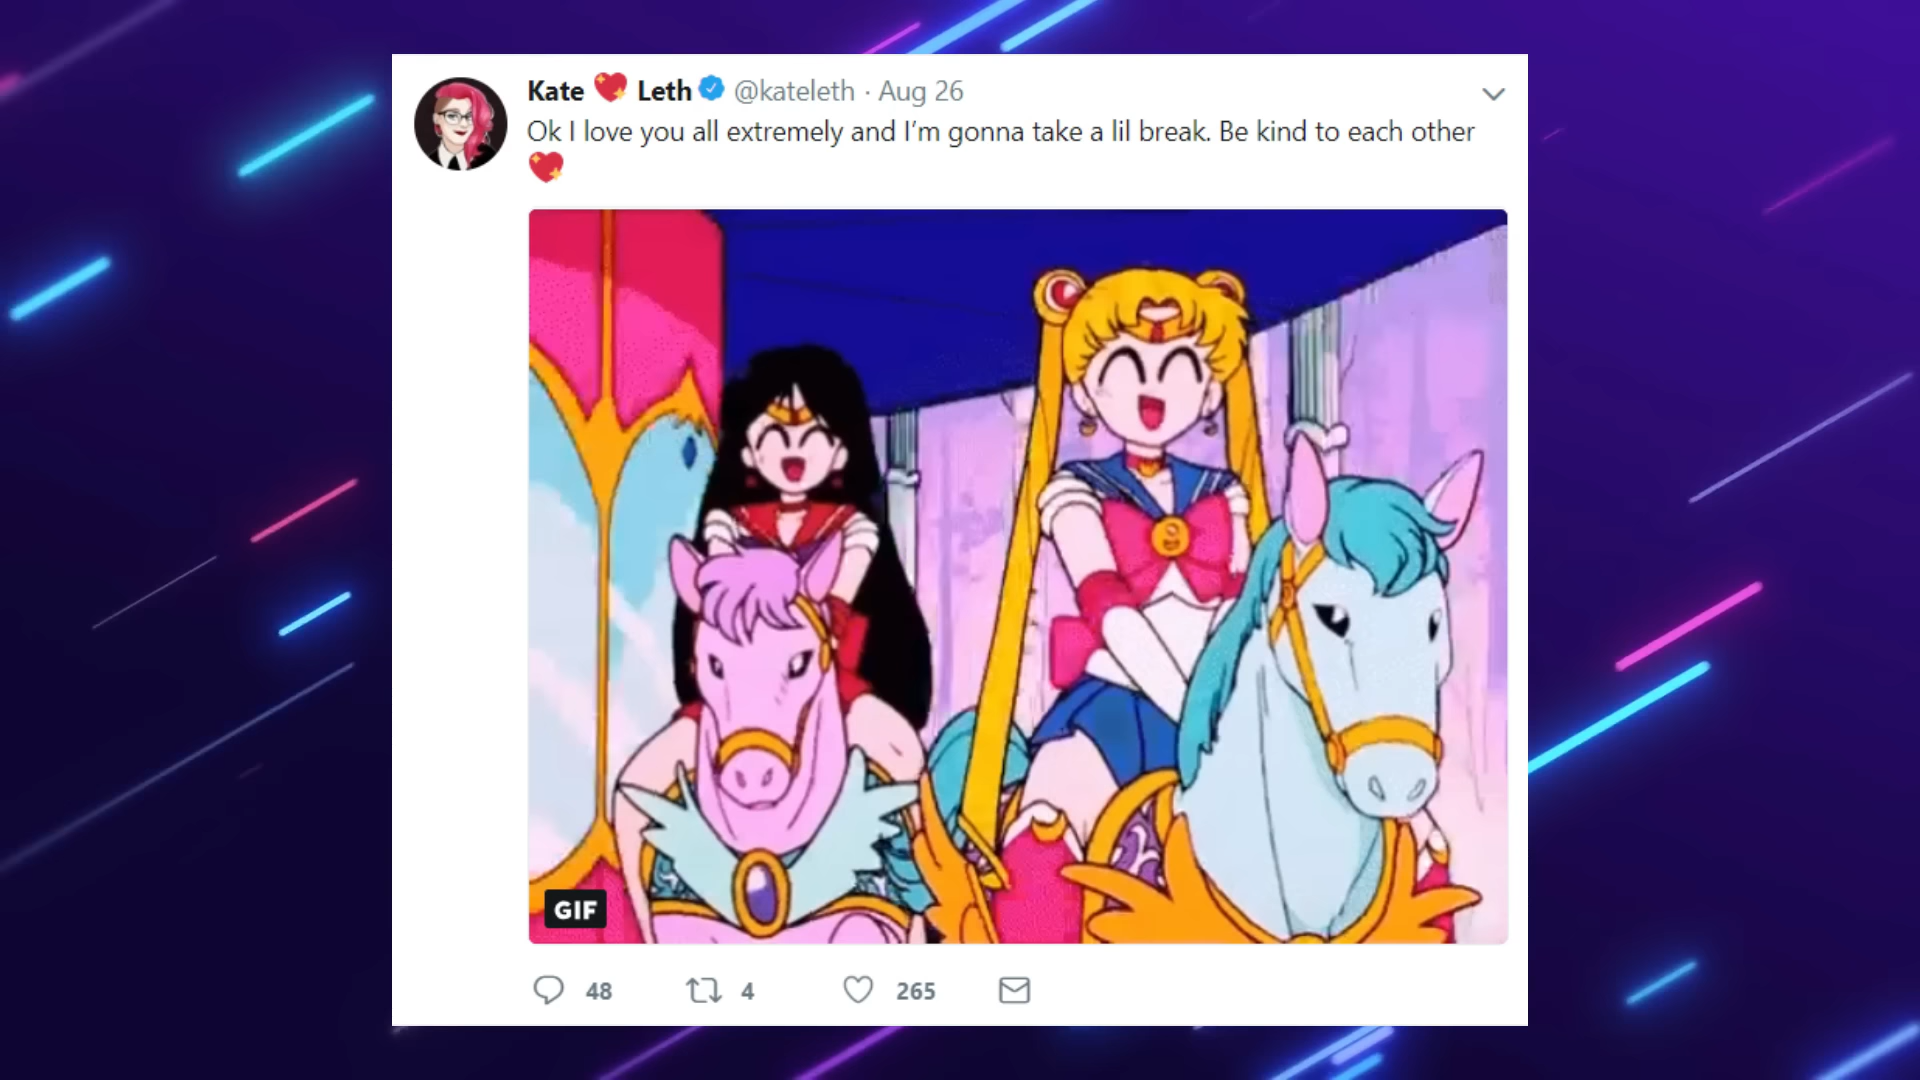 Kate 💖 Leth @kateleth · Aug 26
Ok I love you all extremely and I’m gonna take a lil break. Be kind to each other
💖
GIF
48 4 265